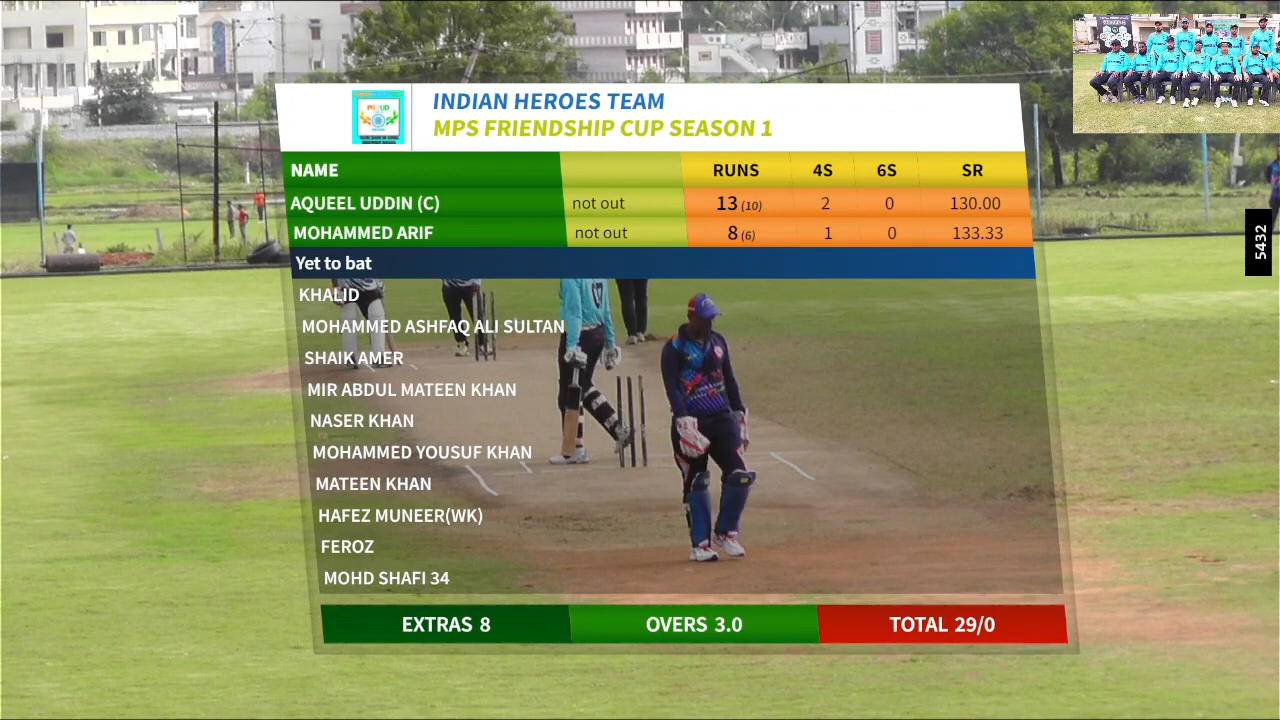 INDIAN HEROES TEAM
MPS FRIENDSHIP CUP SEASON 1
NAME RUNS 4S 6S SR
AQUEEL UDDIN (C) not out 13 (10) 2 0 130.00
MOHAMMED ARIF not out 8 (6) 1 0 133.33
Yet to bat
KHALID
MOHAMMED ASHFAQ ALI SULTAN
SHAIK AMER
MIR ABDUL MATEEN KHAN
NASER KHAN
MOHAMMED YOUSUF KHAN
MATEEN KHAN
HAFEZ MUNEER(WK)
FEROZ
MOHD SHAFI 34
EXTRAS 8 OVERS 3.0 TOTAL 29/0
5432